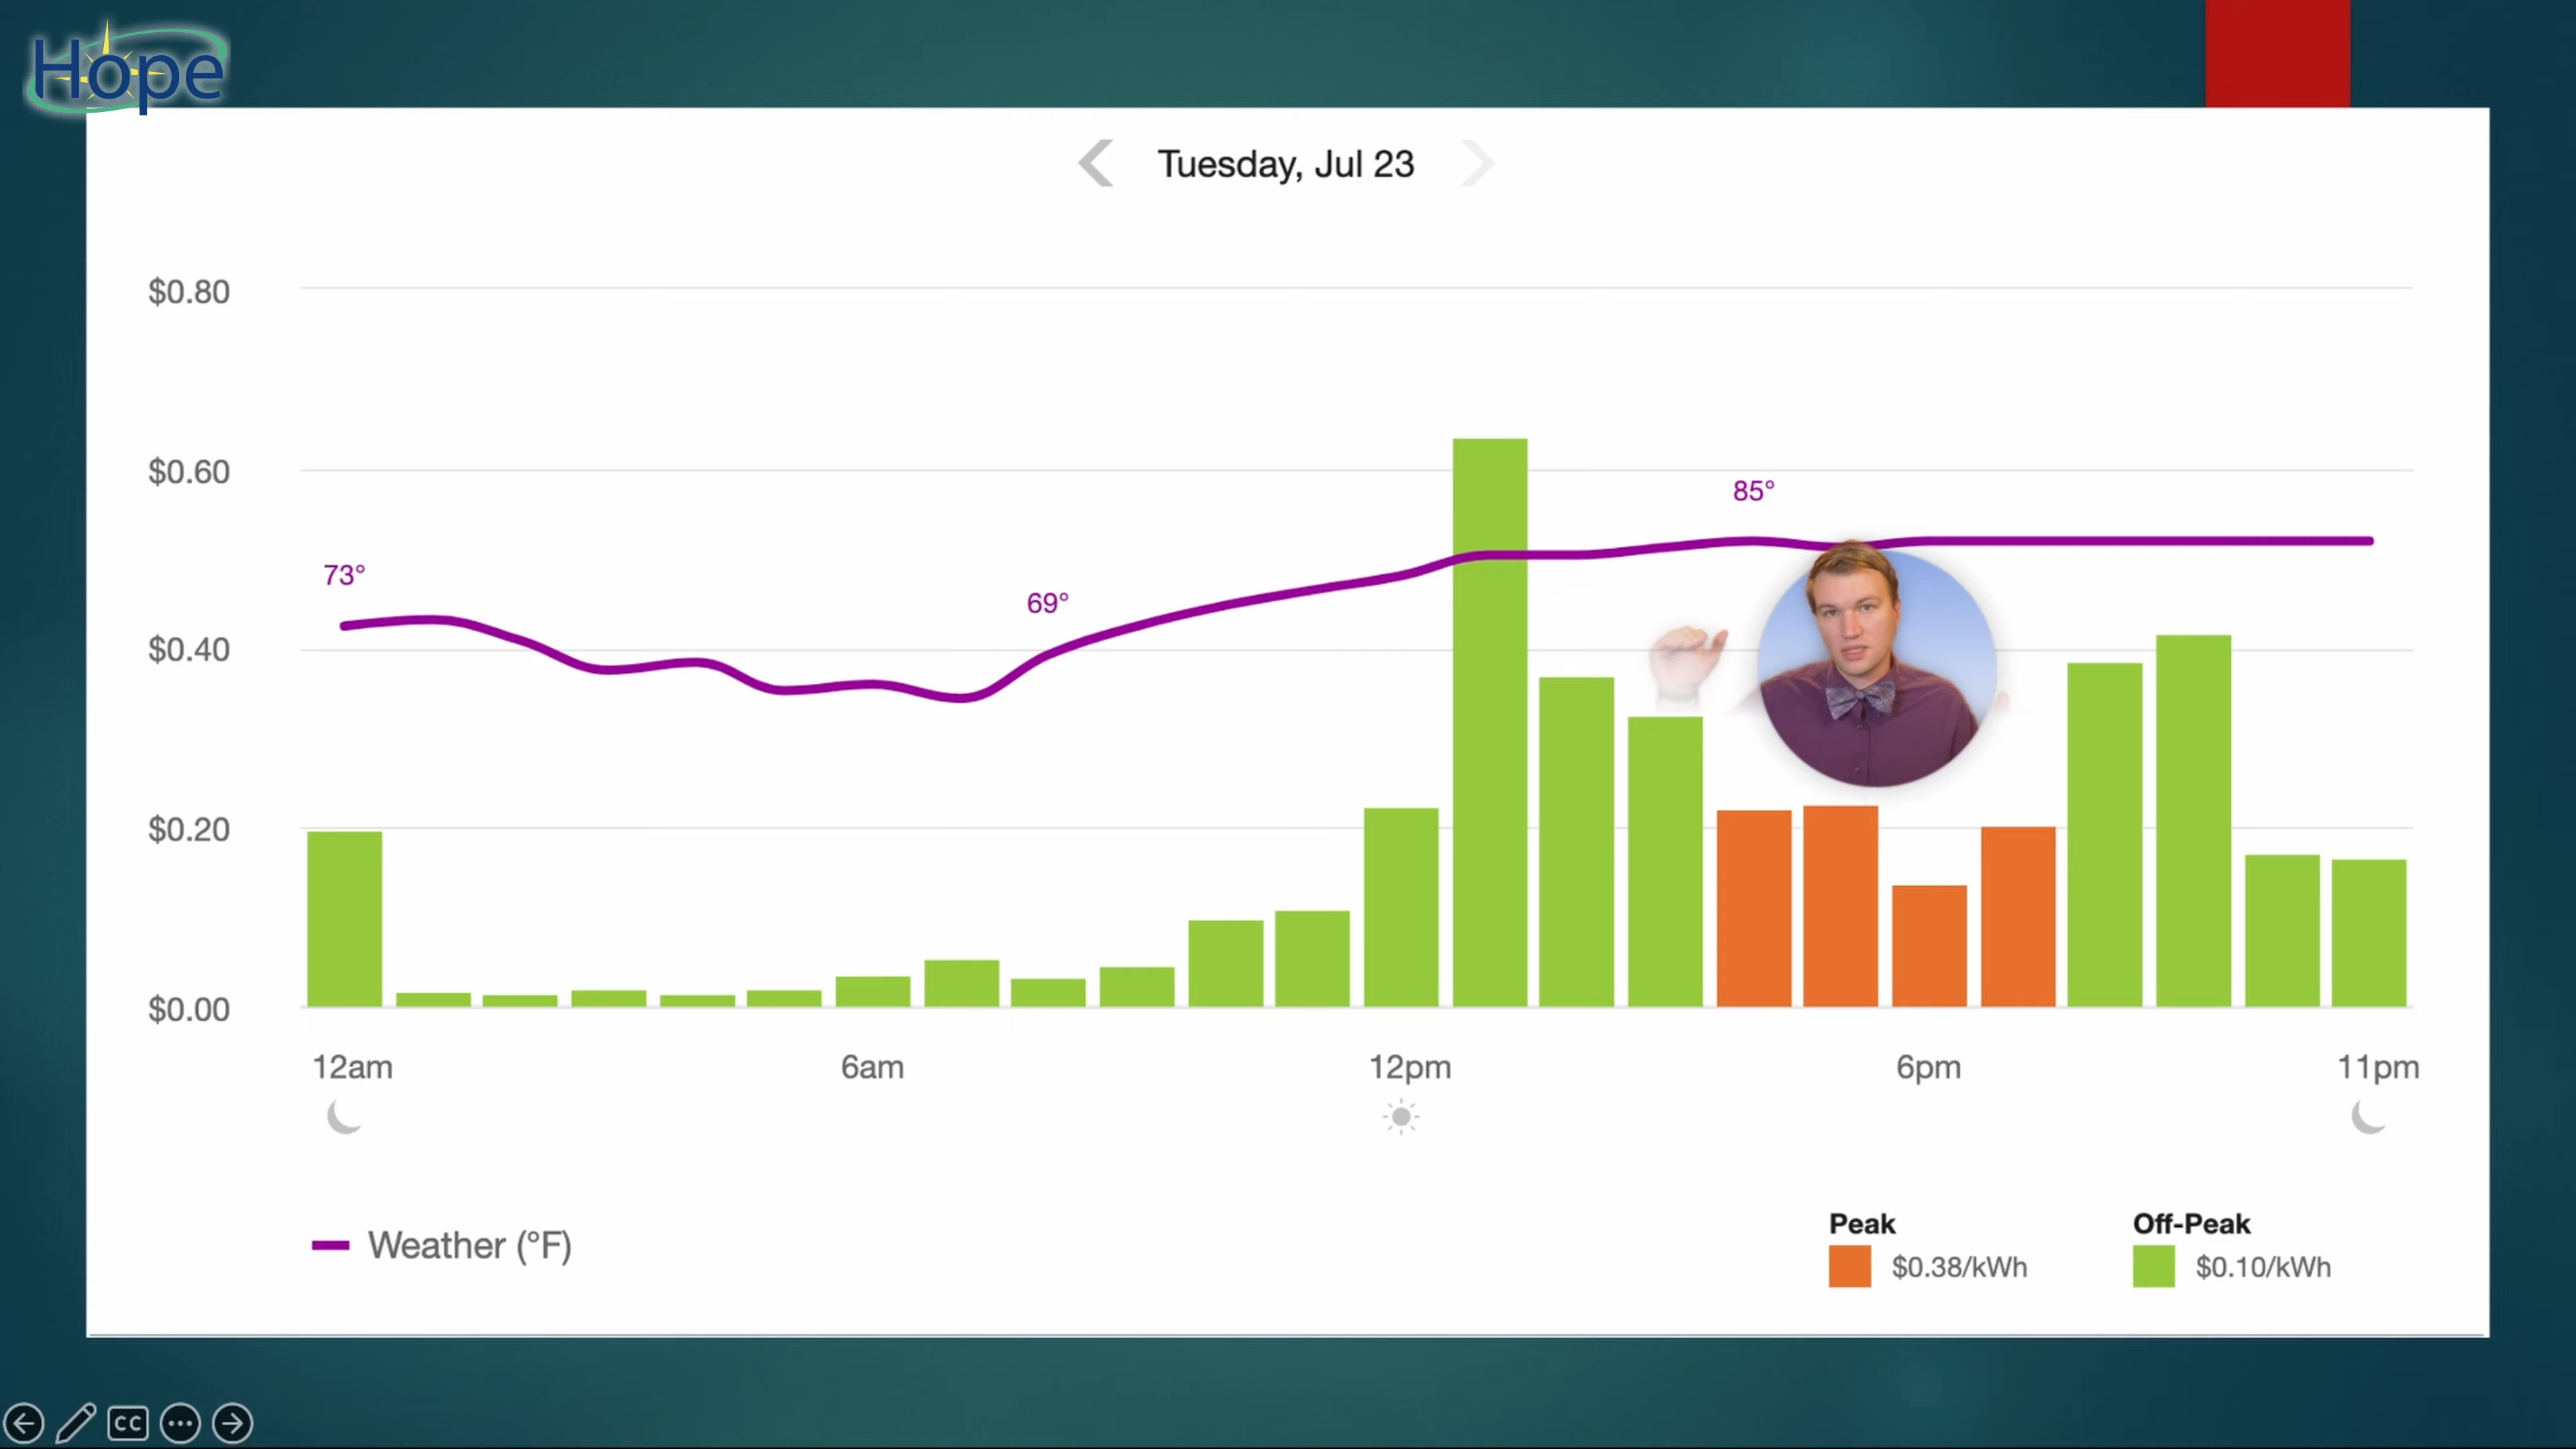 Hope
Tuesday, Jul 23
$0.80
$0.60
85°
73°
69°
$0.40
$0.20
$0.00
12am 6am 12pm 6pm 11pm
Weather (°F)
Peak Off-Peak
$0.38/kWh $0.10/kWh
CC